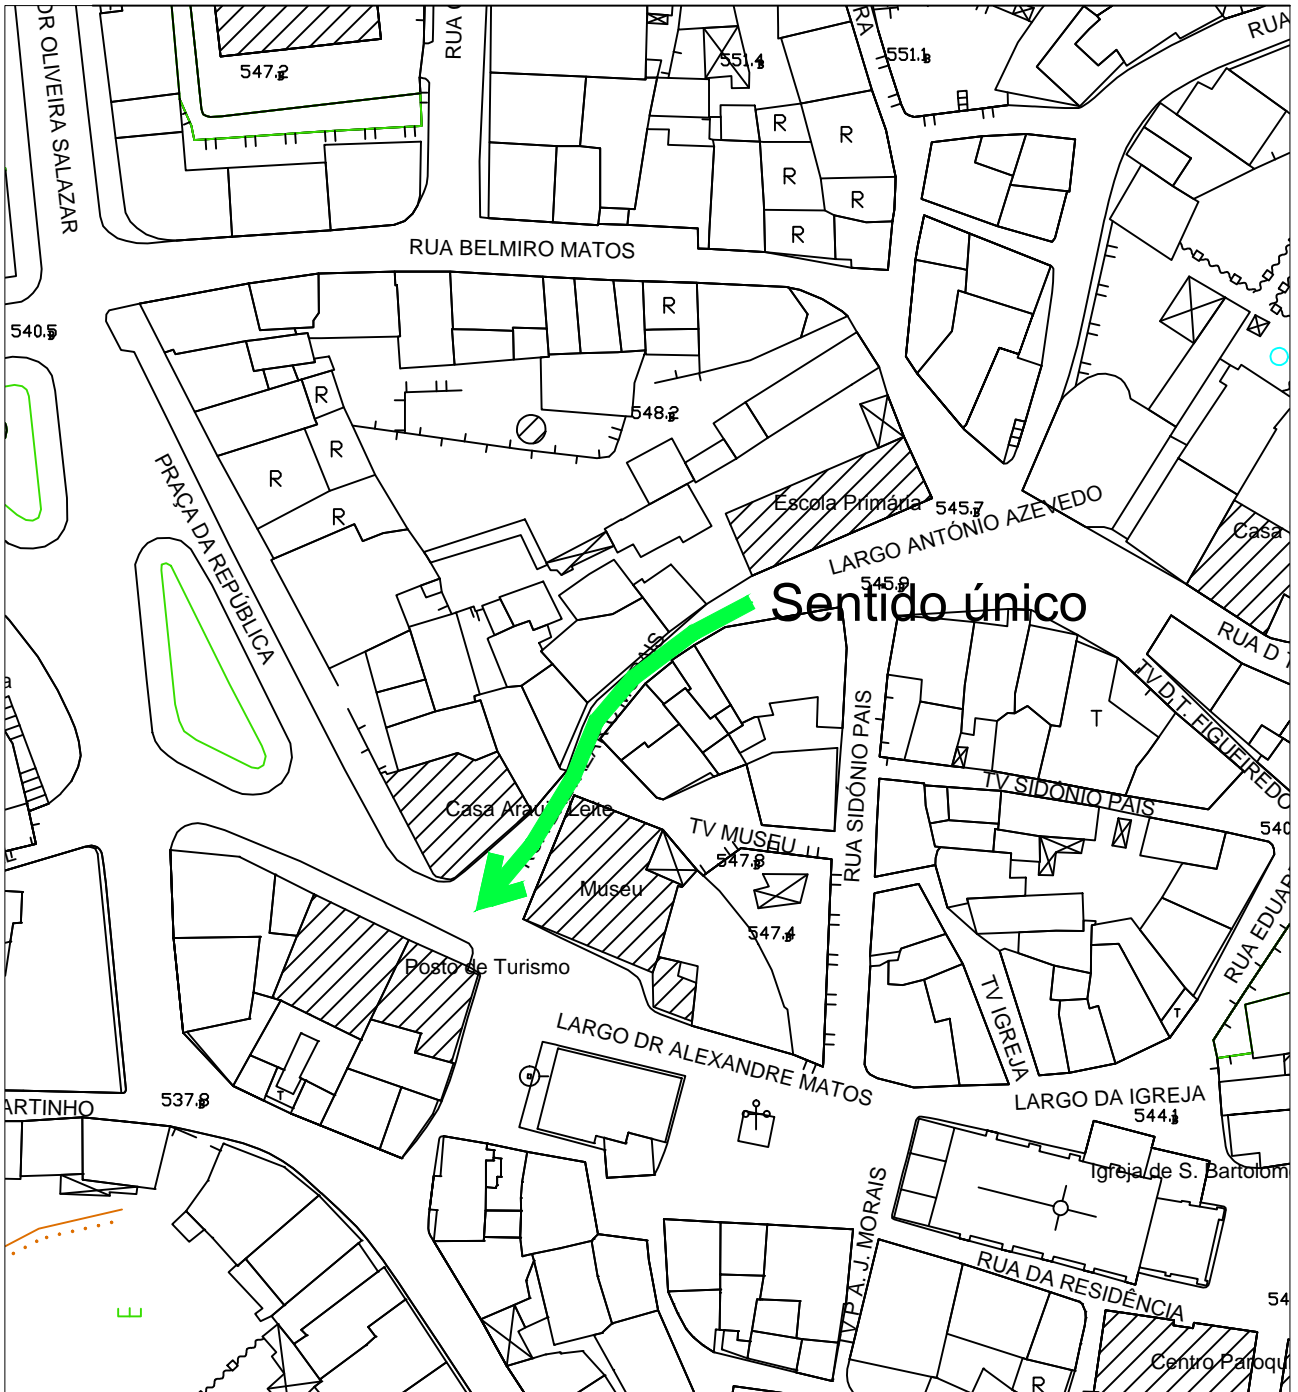 OR OLIVEIRA SALAZAR
547.2
551.4
551.1
RUA
R
R
R
R
R
RUA BELMIRO MATOS
540.5
R
R
548.2
R
R
R
PRAÇA DA REPÚBLICA
Escola Primária
545.7
LARGO ANTÓNIO AZEVEDO
Casa
545.9
Sentido único
RUA D T
TV D.T. FIGUEIREDO
T
RUA SIDÓNIO PAIS
TV SIDÓNIO PAIS
Casa Araujo Leite
TV MUSEU
547.8
540
Museu
547.4
Posto de Turismo
TV IGREJA
RUA EDUAR
T
LARGO DR ALEXANDRE MATOS
LARGO DA IGREJA
544.1
ARTINHO
537.8
T
Igreja de S. Bartolom
V P A. J. MORAIS
RUA DA RESIDÊNCIA
54
Centro Paroqu
R